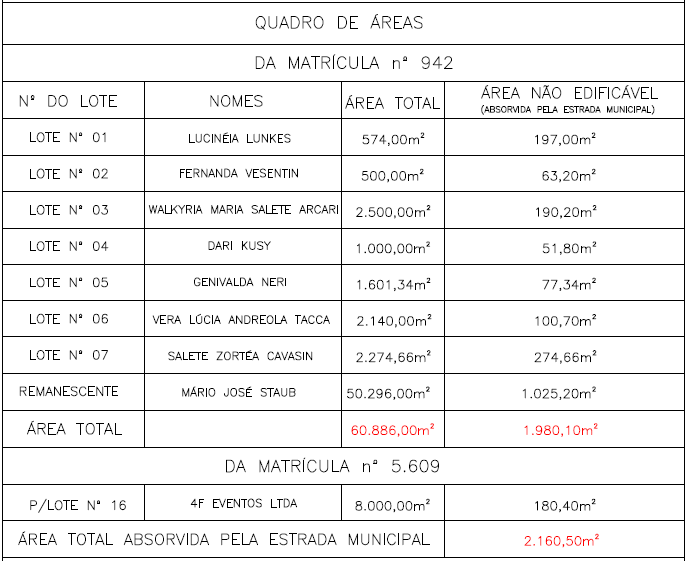 QUADRO DE ÁREAS
DA MATRÍCULA nº 942
Nº DO LOTE NOMES ÁREA TOTAL ÁREA NÃO EDIFICÁVEL
(ABSORVIDA PELA ESTRADA MUNICIPAL)
LOTE Nº 01 LUCINÉIA LUNKES 574,00m² 197,00m²
LOTE Nº 02 FERNANDA VESENTIN 500,00m² 63,20m²
LOTE Nº 03 WALKYRIA MARIA SALETE ARCARI 2.500,00m² 190,20m²
LOTE Nº 04 DARI KUSY 1.000,00m² 51,80m²
LOTE Nº 05 GENIVALDA NERI 1.601,34m² 77,34m²
LOTE Nº 06 VERA LÚCIA ANDREOLA TACCA 2.140,00m² 100,70m²
LOTE Nº 07 SALETE ZORTÉA CAVASIN 2.274,66m² 274,66m²
REMANESCENTE MÁRIO JOSÉ STAUB 50.296,00m² 1.025,20m²
ÁREA TOTAL 60.886,00m² 1.980,10m²
DA MATRÍCULA nº 5.609
P/LOTE Nº 16 4F EVENTOS LTDA 8.000,00m² 180,40m²
ÁREA TOTAL ABSORVIDA PELA ESTRADA MUNICIPAL 2.160,50m²